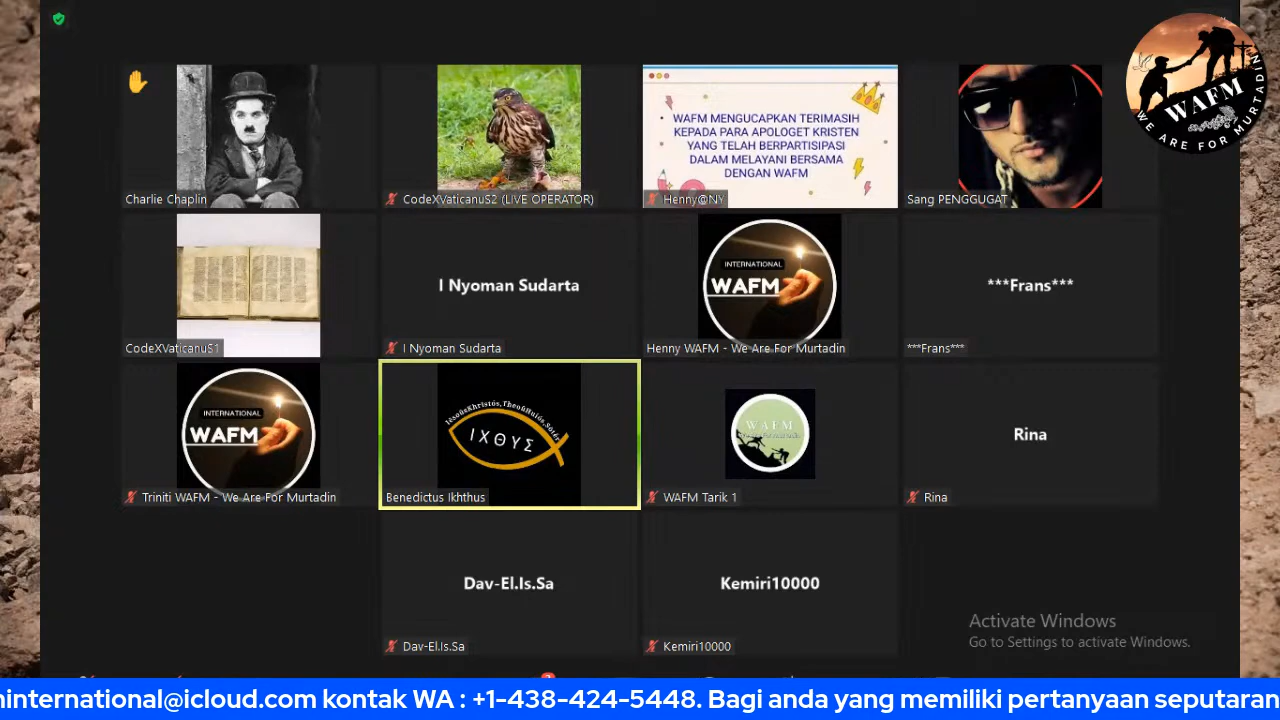 WAFM
WE ARE FOR MURTADIN
WAFM MENGUCAPKAN TERIMASIH
KEPADA PARA APOLOGET KRISTEN
YANG TELAH BERPARTISIPASI
DALAM MELAYANI BERSAMA
DENGAN WAFM
Charlie Chaplin
CodeXVaticanuS2 (LIVE OPERATOR)
Henny@NY
Sang PENGGUGAT
I Nyoman Sudarta
INTERNATIONAL
WAFM
***Frans***
CodeXVaticanuS1
I Nyoman Sudarta
Henny WAFM - We Are For Murtadin
***Frans***
INTERNATIONAL
WAFM
IésoûsKhristós,TheoûHuiós,Sōtér
ΙΧΘΥΣ
WAFM
Rina
Triniti WAFM - We Are For Murtadin
Benedictus Ikhthus
WAFM Tarik 1
Rina
Dav-El.Is.Sa
Kemiri10000
Dav-El.Is.Sa
Kemiri10000
Activate Windows
Go to Settings to activate Windows.
international@icloud.com kontak WA : +1-438-424-5448. Bagi anda yang memiliki pertanyaan seputaran